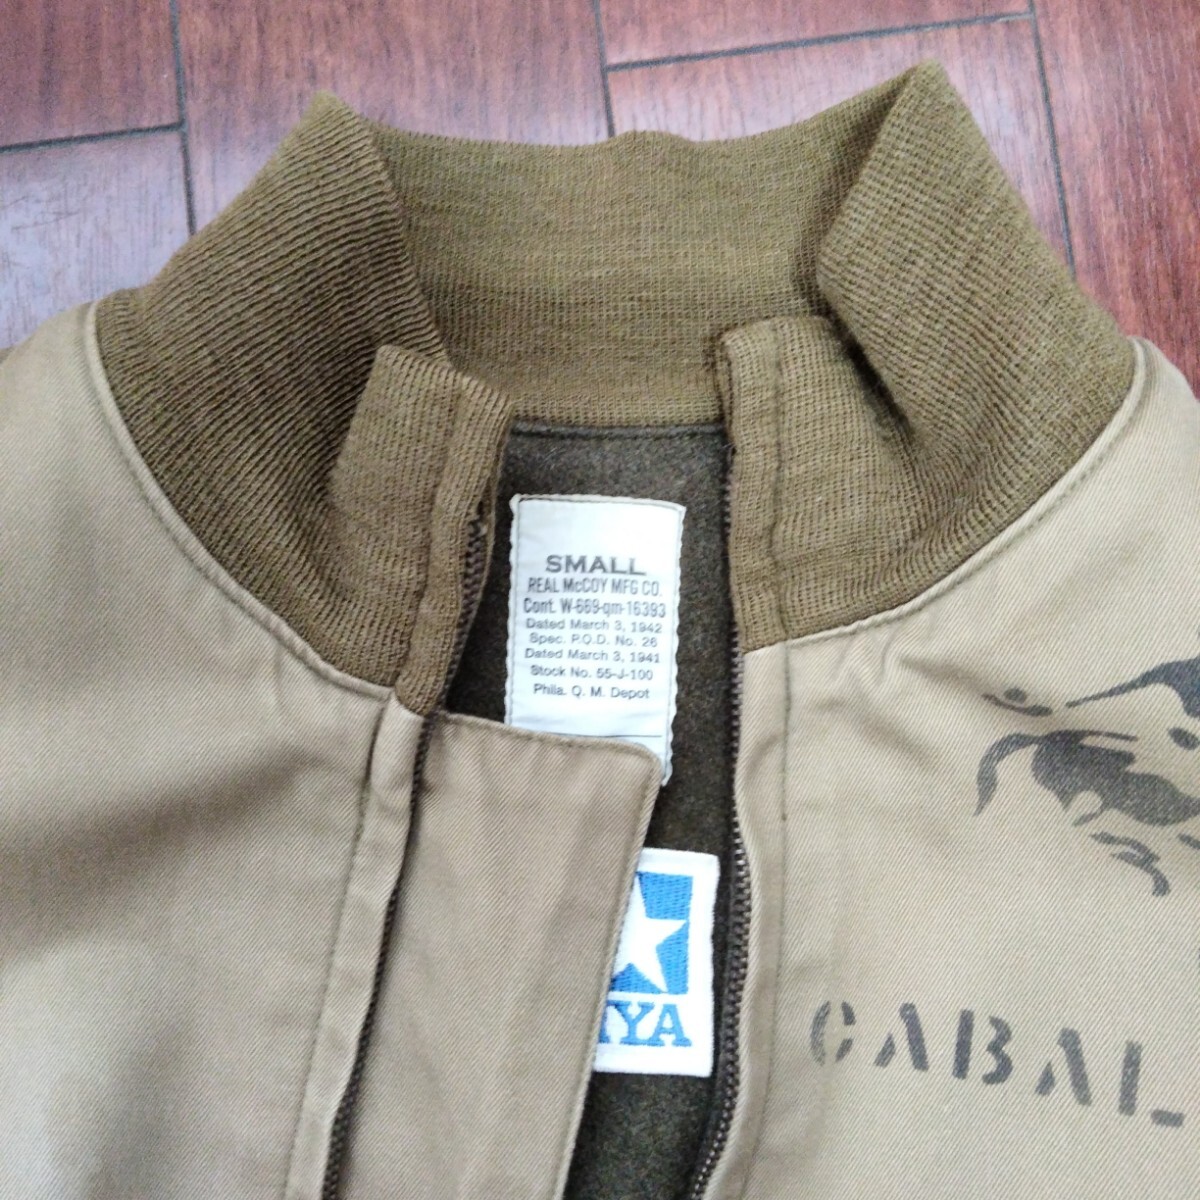 SMALL
REAL McCOY MFG CO.
Cont. W-669-qm-16393
Dated March 3, 1942
Spec. P.Q.D. No. 26
Dated March 3, 1941
Stock No. 55-J-100
Phila. Q. M. Depot
IYA
CABAL